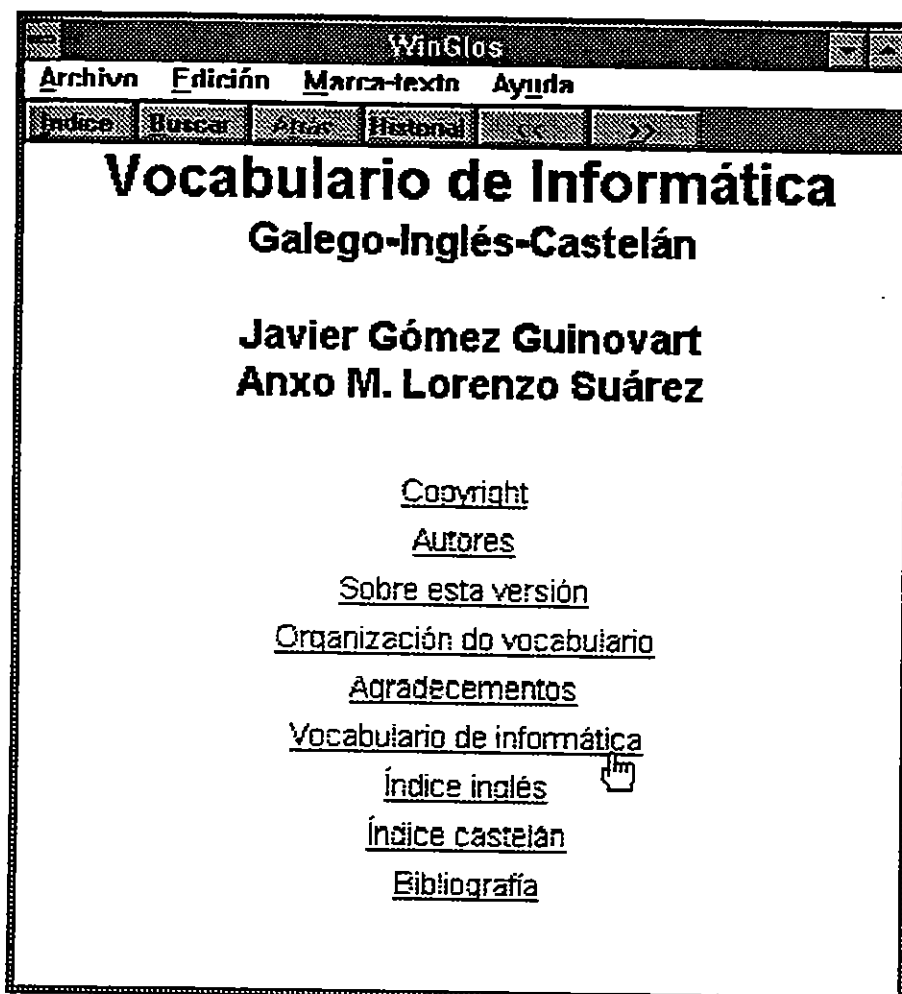 WinGlos
Archivo Edición Marca-texto Ayuda
Índice Buscar Atrás Historial << >>
Vocabulario de Informática
Galego-Inglés-Castelán
Javier Gómez Guinovart
Anxo M. Lorenzo Suárez
Copyright
Autores
Sobre esta versión
Organización do vocabulario
Agradecementos
Vocabulario de informática
Índice inglés
Índice castelán
Bibliografía